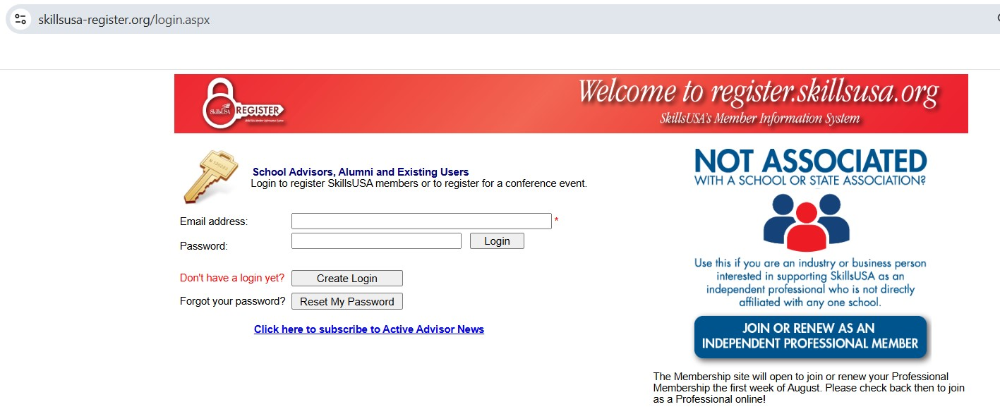 skillsusa-register.org/login.aspx
Welcome to register.skillsusa.org
SkillsUSA's Member Information System
SkillsUSA
REGISTER
School Advisors, Alumni and Existing Users
Login to register SkillsUSA members or to register for a conference event.
Email address:
*
Password:
Login
Don't have a login yet?
Create Login
Forgot your password?
Reset My Password
Click here to subscribe to Active Advisor News
NOT ASSOCIATED
WITH A SCHOOL OR STATE ASSOCIATION?
Use this if you are an industry or business person
interested in supporting SkillsUSA as an
independent professional who is not directly
affiliated with any one school.
JOIN OR RENEW AS AN
INDEPENDENT PROFESSIONAL MEMBER
The Membership site will open to join or renew your Professional
Membership the first week of August. Please check back then to join
as a Professional online!